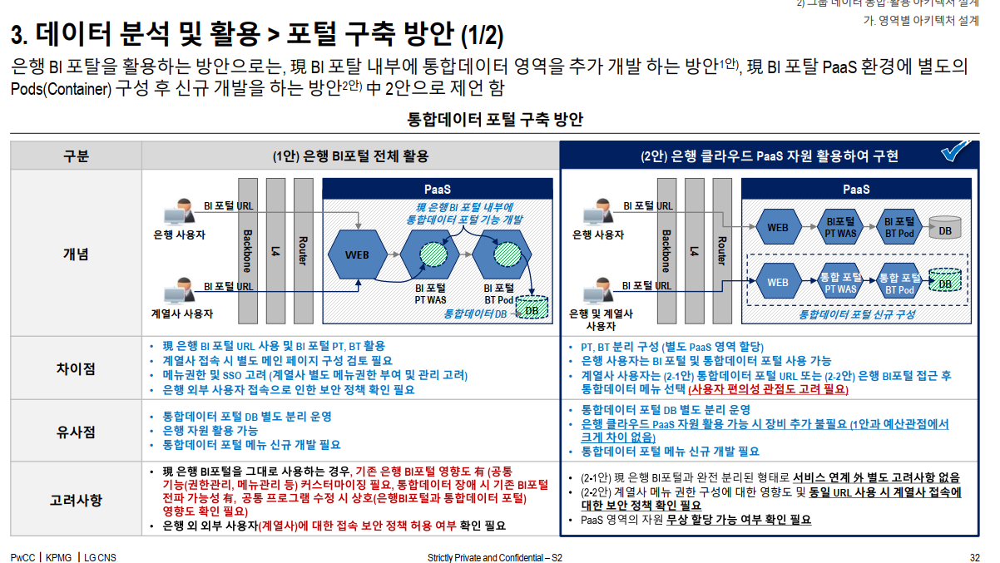 2) 그룹 데이터 통합·활용 아키텍처 설계
가. 영역별 아키텍처 설계
3. 데이터 분석 및 활용 > 포털 구축 방안 (1/2)
은행 BI 포탈을 활용하는 방안으로는, 現 BI 포탈 내부에 통합데이터 영역을 추가 개발 하는 방안1안), 現 BI 포탈 PaaS 환경에 별도의
Pods(Container) 구성 후 신규 개발을 하는 방안2안) 中 2안으로 제언 함
통합데이터 포털 구축 방안
구분
(1안) 은행 BI포털 전체 활용
(2안) 은행 클라우드 PaaS 자원 활용하여 구현
개념
은행 사용자
BI 포털 URL
계열사 사용자
BI 포털 URL
Backbone
L4
Router
PaaS
現 은행 BI 포털 내부에
통합데이터 포털 기능 개발
WEB
BI 포털
PT WAS
BI 포털
BT Pod
통합데이터 DB
DB
은행 사용자
BI 포털 URL
은행 및 계열사
사용자
BI 포털 URL
Backbone
L4
Router
PaaS
WEB
BI포털
PT WAS
BI 포털
BT Pod
DB
WEB
통합 포털
PT WAS
통합 포털
BT Pod
DB
통합데이터 포털 신규 구성
차이점
• 現 은행 BI 포털 URL 사용 및 BI 포털 PT, BT 활용
• 계열사 접속 시 별도 메인 페이지 구성 검토 필요
• 메뉴권한 및 SSO 고려 (계열사 별도 메뉴권한 부여 및 관리 고려)
• 은행 외부 사용자 접속으로 인한 보안 정책 확인 필요
• PT, BT 분리 구성 (별도 PaaS 영역 할당)
• 은행 사용자는 BI 포털 및 통합데이터 포털 사용 가능
• 계열사 사용자는 (2-1안) 통합데이터 포털 URL 또는 (2-2안) 은행 BI포털 접근 후
통합데이터 메뉴 선택 (사용자 편의성 관점도 고려 필요)
유사점
• 통합데이터 포털 DB 별도 분리 운영
• 은행 자원 활용 가능
• 통합데이터 포털 메뉴 신규 개발 필요
• 통합데이터 포털 DB 별도 분리 운영
• 은행 클라우드 PaaS 자원 활용 가능 시 장비 추가 불필요 (1안과 예산관점에서
크게 차이 없음)
• 통합데이터 포털 메뉴 신규 개발 필요
고려사항
• 現 은행 BI포털을 그대로 사용하는 경우, 기존 은행 BI포털 영향도 有 (공통
기능(권한관리, 메뉴관리 등) 커스터마이징 필요, 통합데이터 장애 시 기존 BI포털
전파 가능성 有, 공통 프로그램 수정 시 상호(은행BI포털과 통합데이터 포털)
영향도 확인 필요)
• 은행 외 외부 사용자(계열사)에 대한 접속 보안 정책 허용 여부 확인 필요
• (2-1안) 現 은행 BI포털과 완전 분리된 형태로 서비스 연계 外 별도 고려사항 없음
• (2-2안) 계열사 메뉴 권한 구성에 대한 영향도 및 동일 URL 사용 시 계열사 접속에
대한 보안 정책 확인 필요
• PaaS 영역의 자원 무상 할당 가능 여부 확인 필요
PwCC | KPMG | LG CNS
Strictly Private and Confidential – S2
32